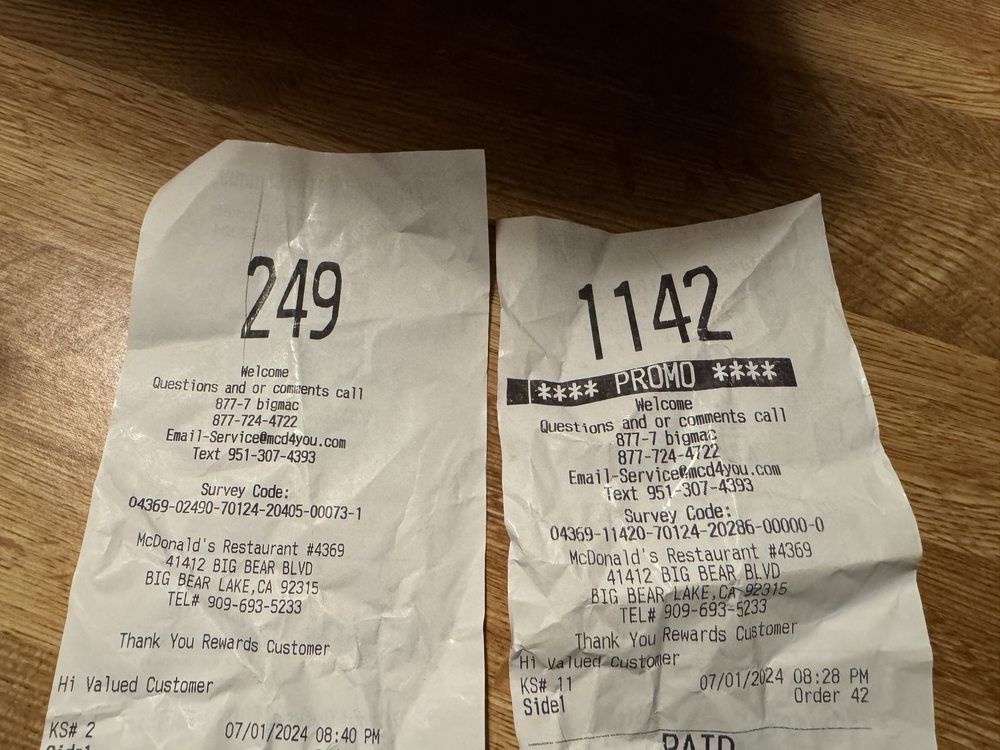 249
Welcome
Questions and or comments call
877-7 bigmac
877-724-4722
Email-Service@mcd4you.com
Text 951-307-4393
Survey Code:
04369-02490-70124-20405-00073-1
McDonald's Restaurant #4369
41412 BIG BEAR BLVD
BIG BEAR LAKE,CA 92315
TEL# 909-693-5233
Thank You Rewards Customer
Hi Valued Customer
KS# 2 07/01/2024 08:40 PM
Side1
1142
**** PROMO ****
Welcome
Questions and or comments call
877-7 bigmac
877-724-4722
Email-Service@mcd4you.com
Text 951-307-4393
Survey Code:
04369-11420-70124-20286-00000-0
McDonald's Restaurant #4369
41412 BIG BEAR BLVD
BIG BEAR LAKE,CA 92315
TEL# 909-693-5233
Thank You Rewards Customer
Hi Valued Customer
KS# 11 07/01/2024 08:28 PM
Side1 Order 42
PAID